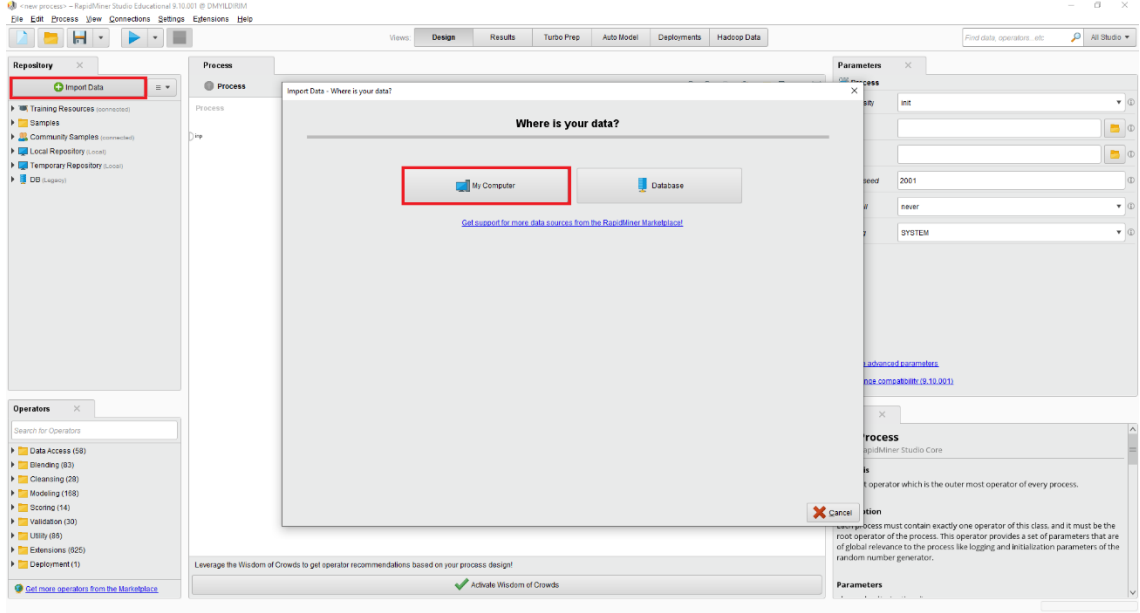 <new process> – RapidMiner Studio Educational 9.10.001 @ DMYILDIRIM
File Edit Process View Connections Settings Extensions Help
Views: Design Results Turbo Prep Auto Model Deployments Hadoop Data
Find data, operators...etc All Studio
Repository
Import Data
Training Resources (connected)
Samples
Community Samples (connected)
Local Repository (Local)
Temporary Repository (Local)
DB (Legacy)
Operators
Search for Operators
Data Access (58)
Blending (83)
Cleansing (28)
Modeling (168)
Scoring (14)
Validation (30)
Utility (86)
Extensions (625)
Deployment (1)
Get more operators from the Marketplace
Process
Process
Process
inp
Import Data - Where is your data?
Where is your data?
My Computer
Database
Get support for more data sources from the RapidMiner Marketplace!
Cancel
Leverage the Wisdom of Crowds to get operator recommendations based on your process design!
Activate Wisdom of Crowds
Parameters
Process
init
seed 2001
never
SYSTEM
advanced parameters
compatibility (9.10.001)
rocess
apidMiner Studio Core
is
t operator which is the outer most operator of every process.
ption
Each process must contain exactly one operator of this class, and it must be the
root operator of the process. This operator provides a set of parameters that are
of global relevance to the process like logging and initialization parameters of the
random number generator.
Parameters